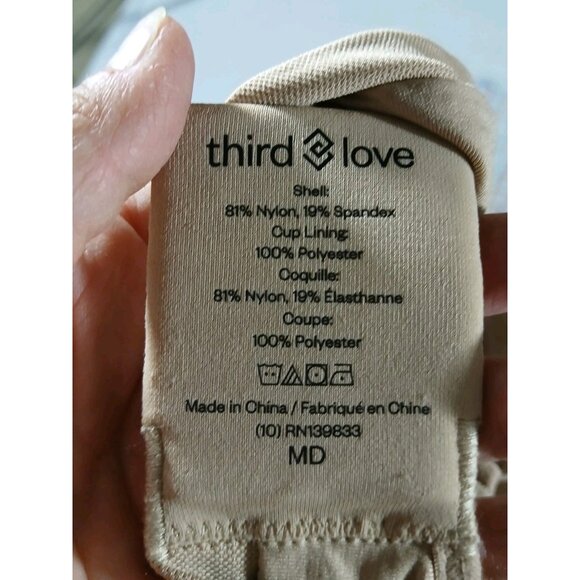 third love
Shell:
81% Nylon, 19% Spandex
Cup Lining:
100% Polyester
Coquille:
81% Nylon, 19% Élasthanne
Coupe:
100% Polyester
Made in China / Fabriqué en Chine
(10) RN139833
MD